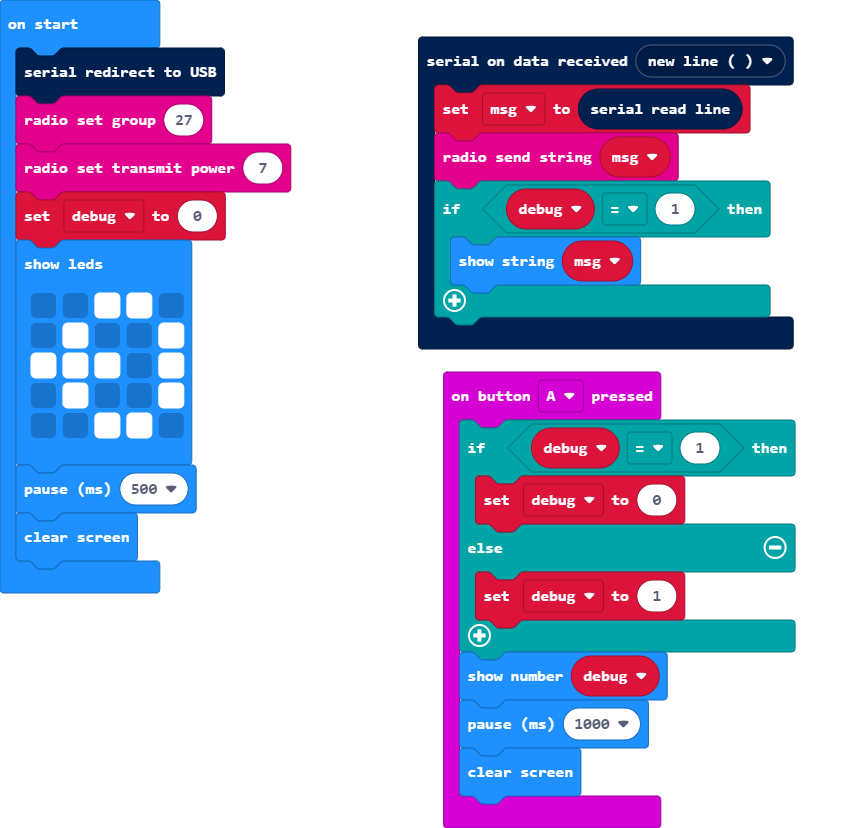 on start
serial redirect to USB
radio set group 27
radio set transmit power 7
set debug to 0
show leds
pause (ms) 500
clear screen
serial on data received new line ( )
set msg to serial read line
radio send string msg
if debug = 1 then
show string msg
on button A pressed
if debug = 1 then
set debug to 0
else
set debug to 1
show number debug
pause (ms) 1000
clear screen